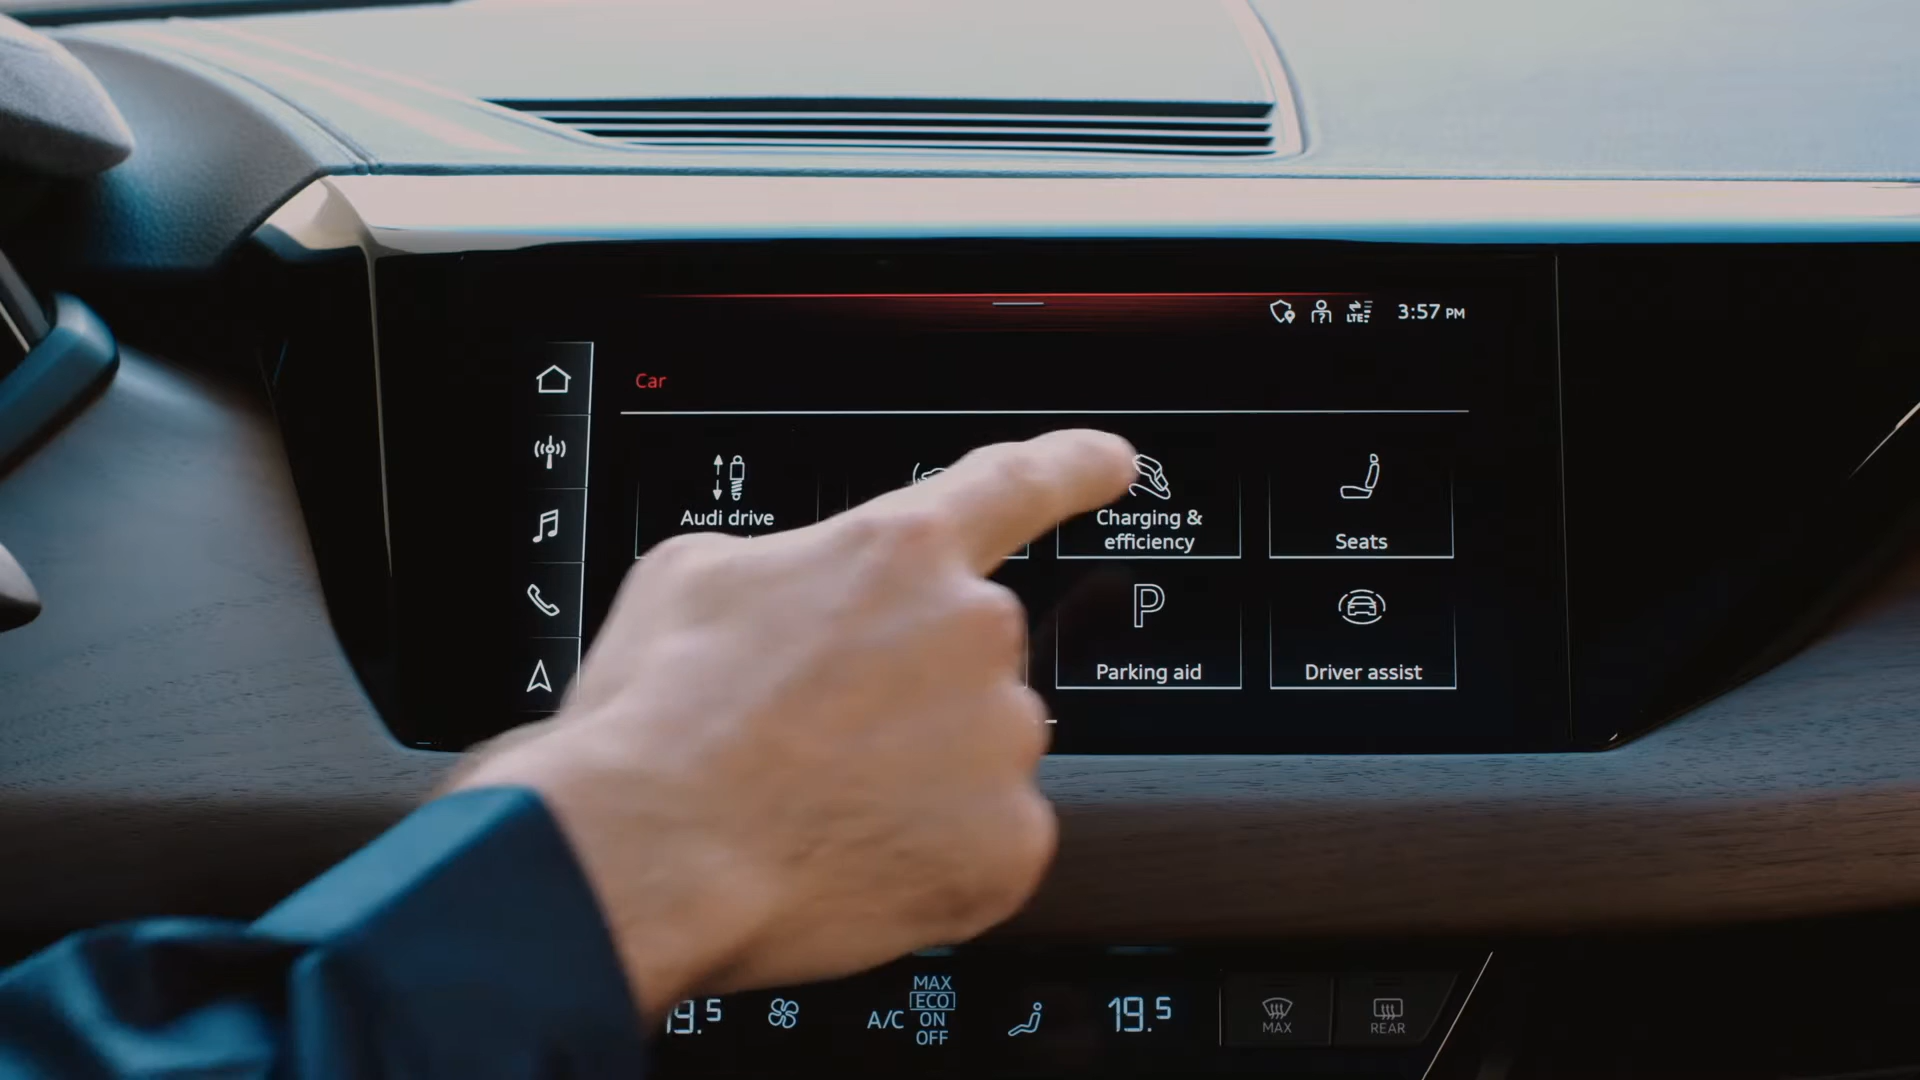 LTE 3:57 PM
Car
Audi drive
Charging &
efficiency
Seats
P
Parking aid
Driver assist
19.5
A/C
MAX
ECO
ON
OFF
19.5
MAX
REAR